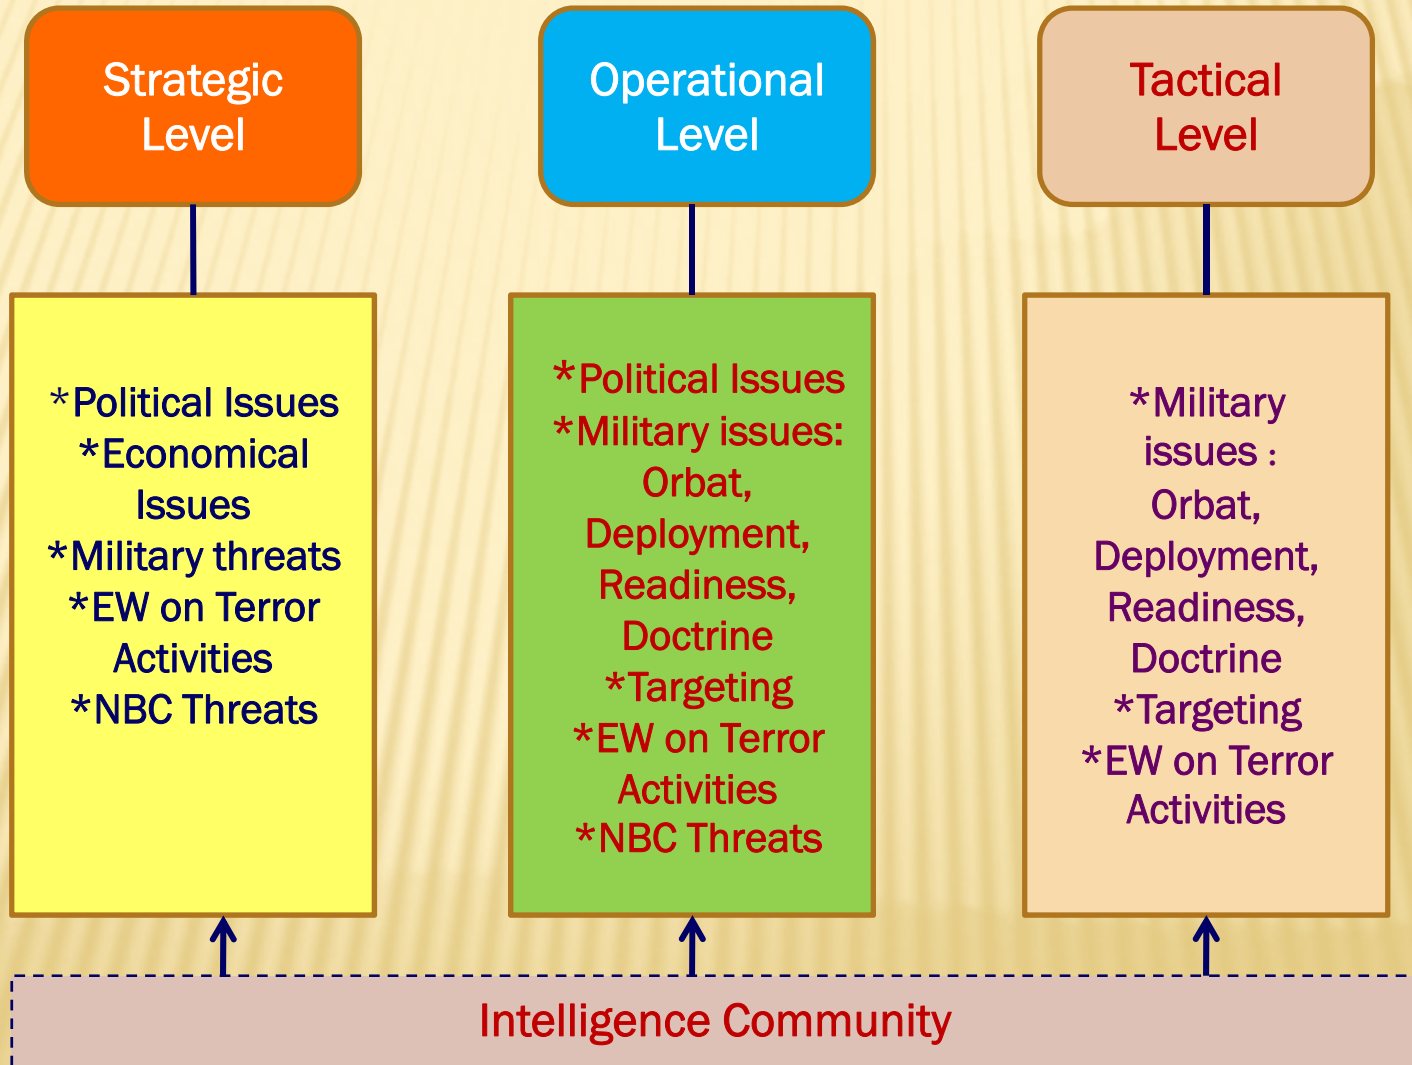 Strategic
Level
*Political Issues
*Economical
Issues
*Military threats
*EW on Terror
Activities
*NBC Threats
Operational
Level
*Political Issues
*Military issues:
Orbat,
Deployment,
Readiness,
Doctrine
*Targeting
*EW on Terror
Activities
*NBC Threats
Tactical
Level
*Military
issues :
Orbat,
Deployment,
Readiness,
Doctrine
*Targeting
*EW on Terror
Activities
Intelligence Community